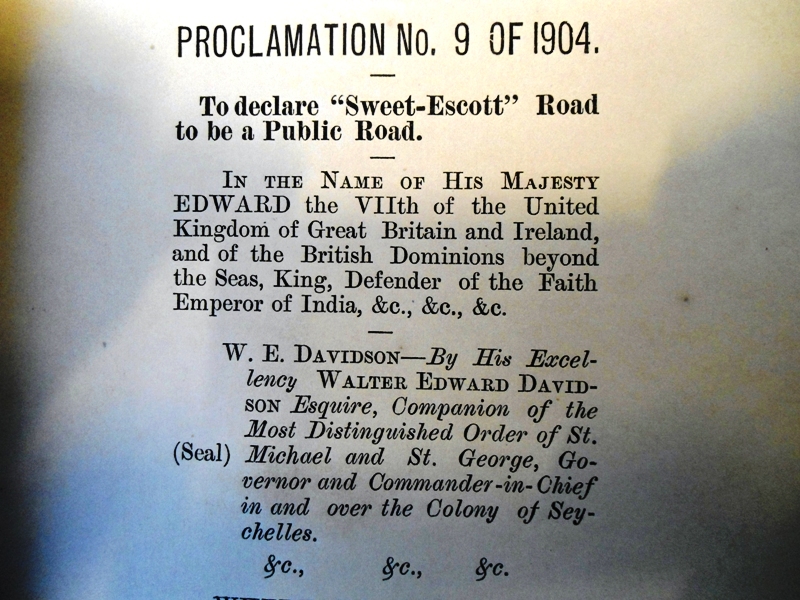 PROCLAMATION No. 9 OF 1904.
To declare “Sweet-Escott” Road
to be a Public Road.
IN THE NAME OF HIS MAJESTY
EDWARD the VIIth of the United
Kingdom of Great Britain and Ireland,
and of the British Dominions beyond
the Seas, King, Defender of the Faith
Emperor of India, &c., &c., &c.
W. E. DAVIDSON—By His Excel-
lency WALTER EDWARD DAVID-
SON Esquire, Companion of the
Most Distinguished Order of St.
(Seal) Michael and St. George, Go-
vernor and Commander-in-Chief
in and over the Colony of Sey-
chelles.
&c., &c., &c.